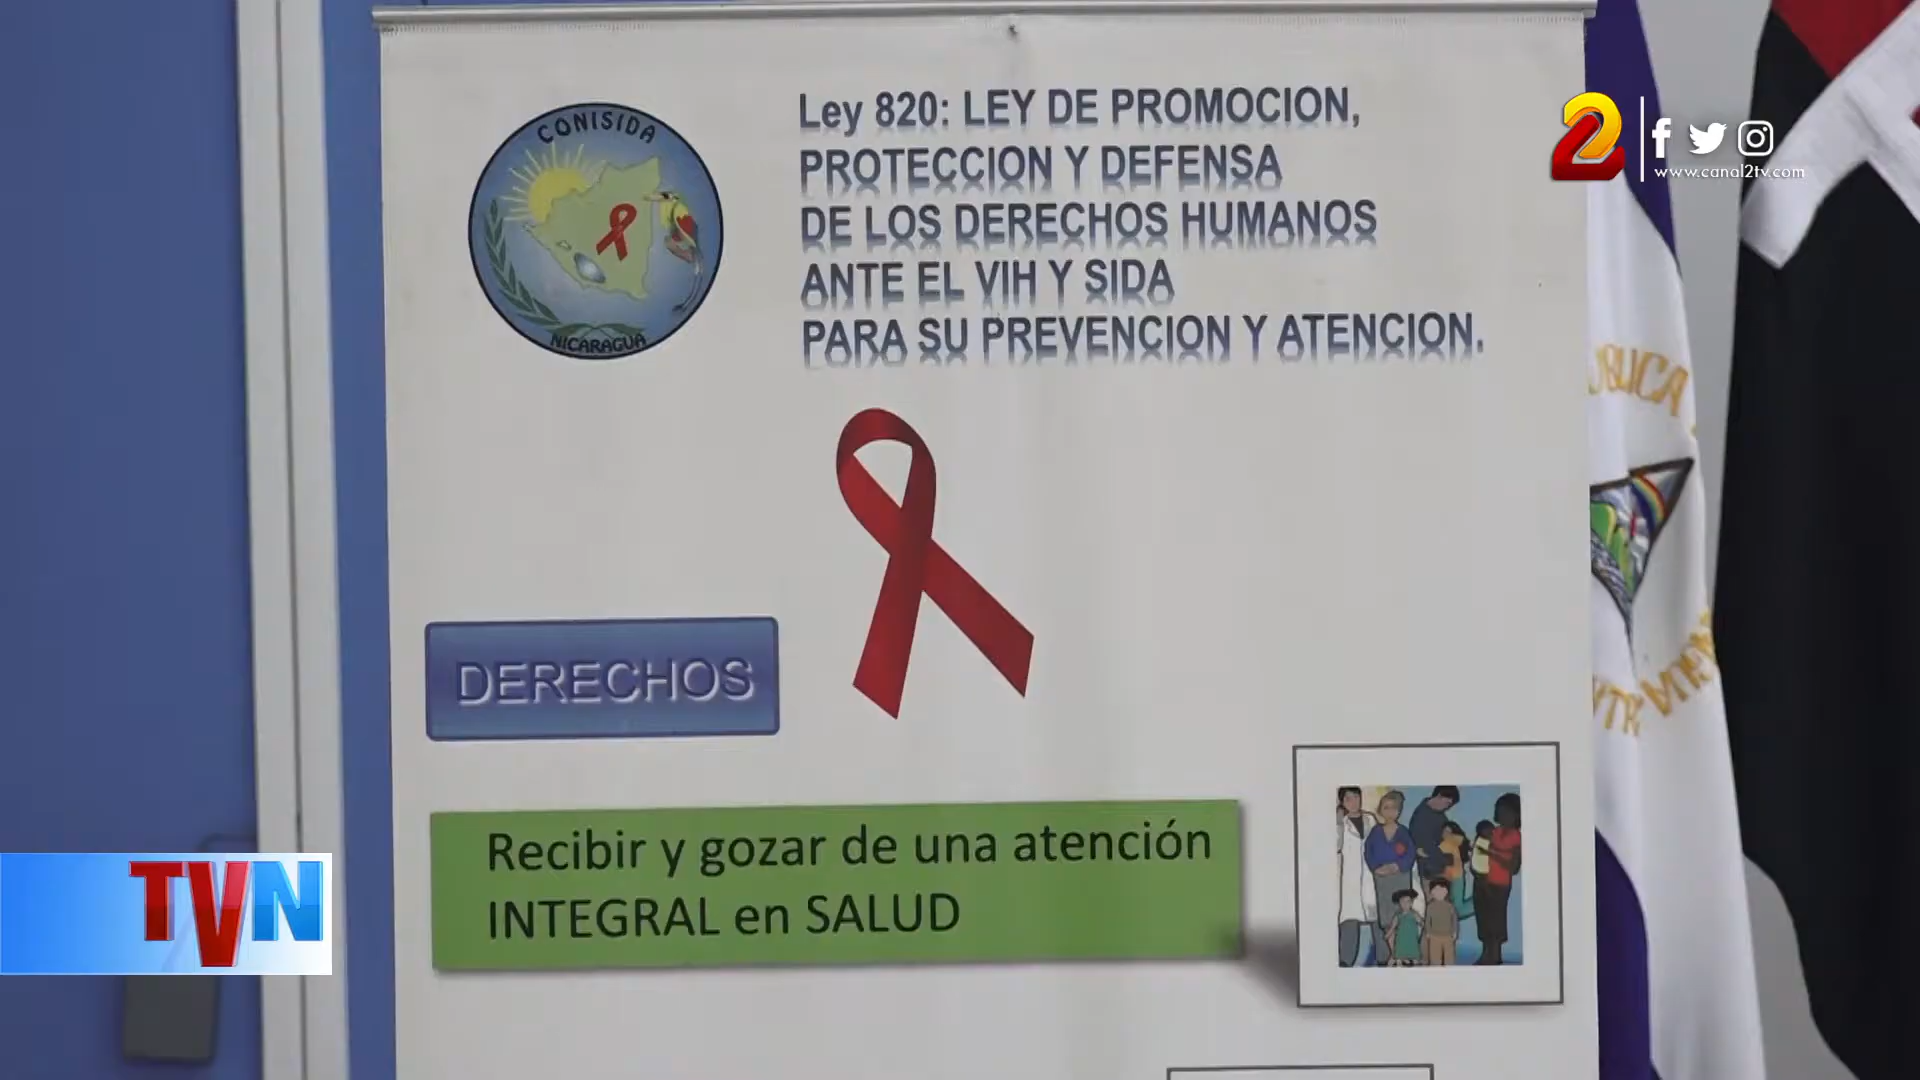 CONISIDA
NICARAGUA
Ley 820: LEY DE PROMOCION,
PROTECCION Y DEFENSA
DE LOS DERECHOS HUMANOS
ANTE EL VIH Y SIDA
PARA SU PREVENCION Y ATENCION.
2
www.canal2tv.com
DERECHOS
Recibir y gozar de una atención
INTEGRAL en SALUD
TVN